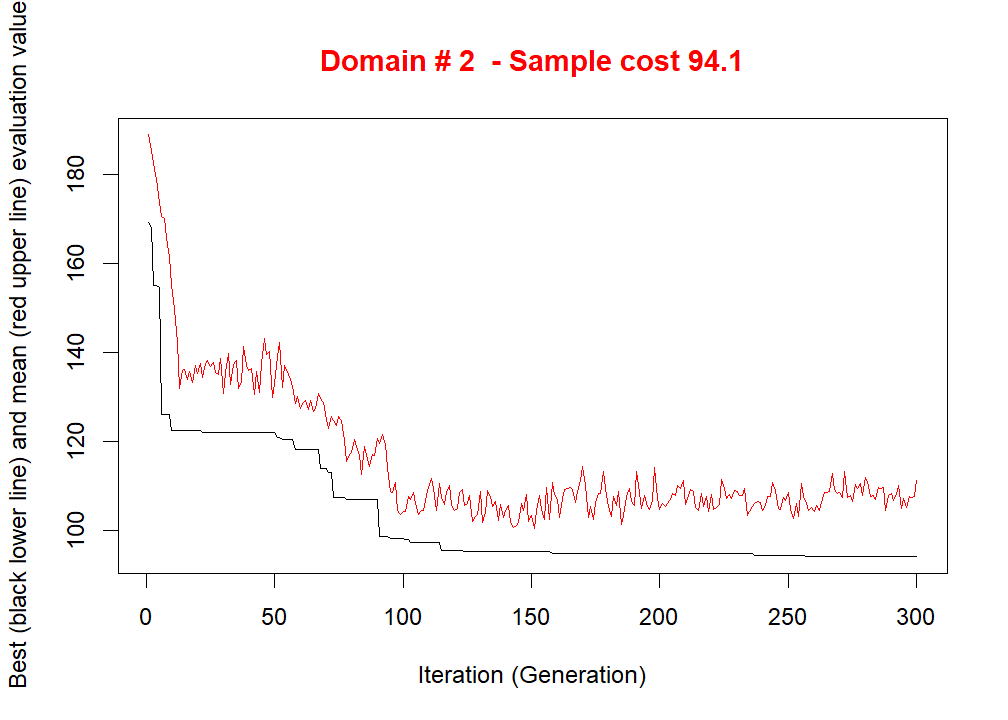 Domain # 2  - Sample cost 94.1
Best (black lower line) and mean (red upper line) evaluation value
180
160
140
120
100
0 50 100 150 200 250 300
Iteration (Generation)